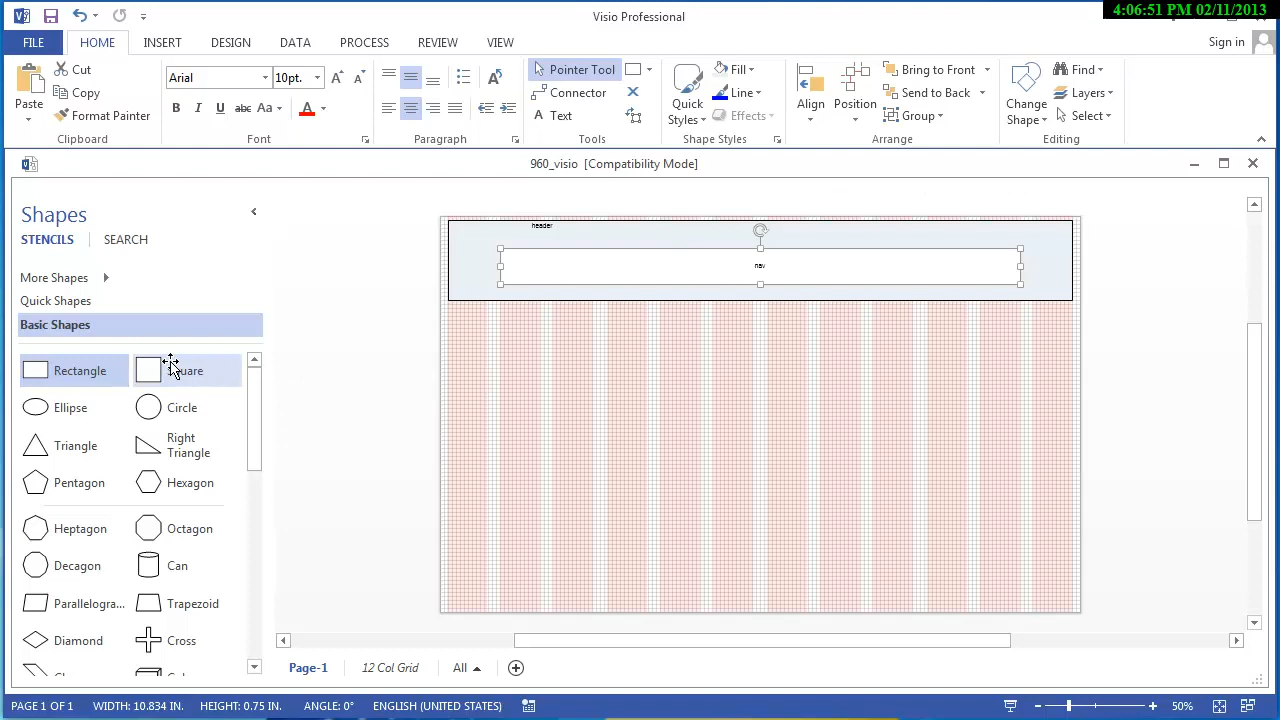 Visio Professional
4:06:51 PM 02/11/2013
FILE HOME INSERT DESIGN DATA PROCESS REVIEW VIEW
Sign in
Paste
Cut
Copy
Format Painter
Clipboard
Arial 10pt. A A
B I U abc Aa A
Font
A
Paragraph
Pointer Tool
Connector
A Text
Tools
Quick Styles
Fill
Line
Effects
Shape Styles
Align
Position
Bring to Front
Send to Back
Group
Arrange
Change Shape
Find
Layers
Select
Editing
960_visio [Compatibility Mode]
Shapes
STENCILS SEARCH
More Shapes
Quick Shapes
Basic Shapes
Rectangle
Ellipse Circle
Triangle Right Triangle
Pentagon Hexagon
Heptagon Octagon
Decagon Can
Parallelogra... Trapezoid
Diamond Cross
header
nav
Page-1 12 Col Grid All
PAGE 1 OF 1 WIDTH: 10.834 IN. HEIGHT: 0.75 IN. ANGLE: 0° ENGLISH (UNITED STATES)
50%